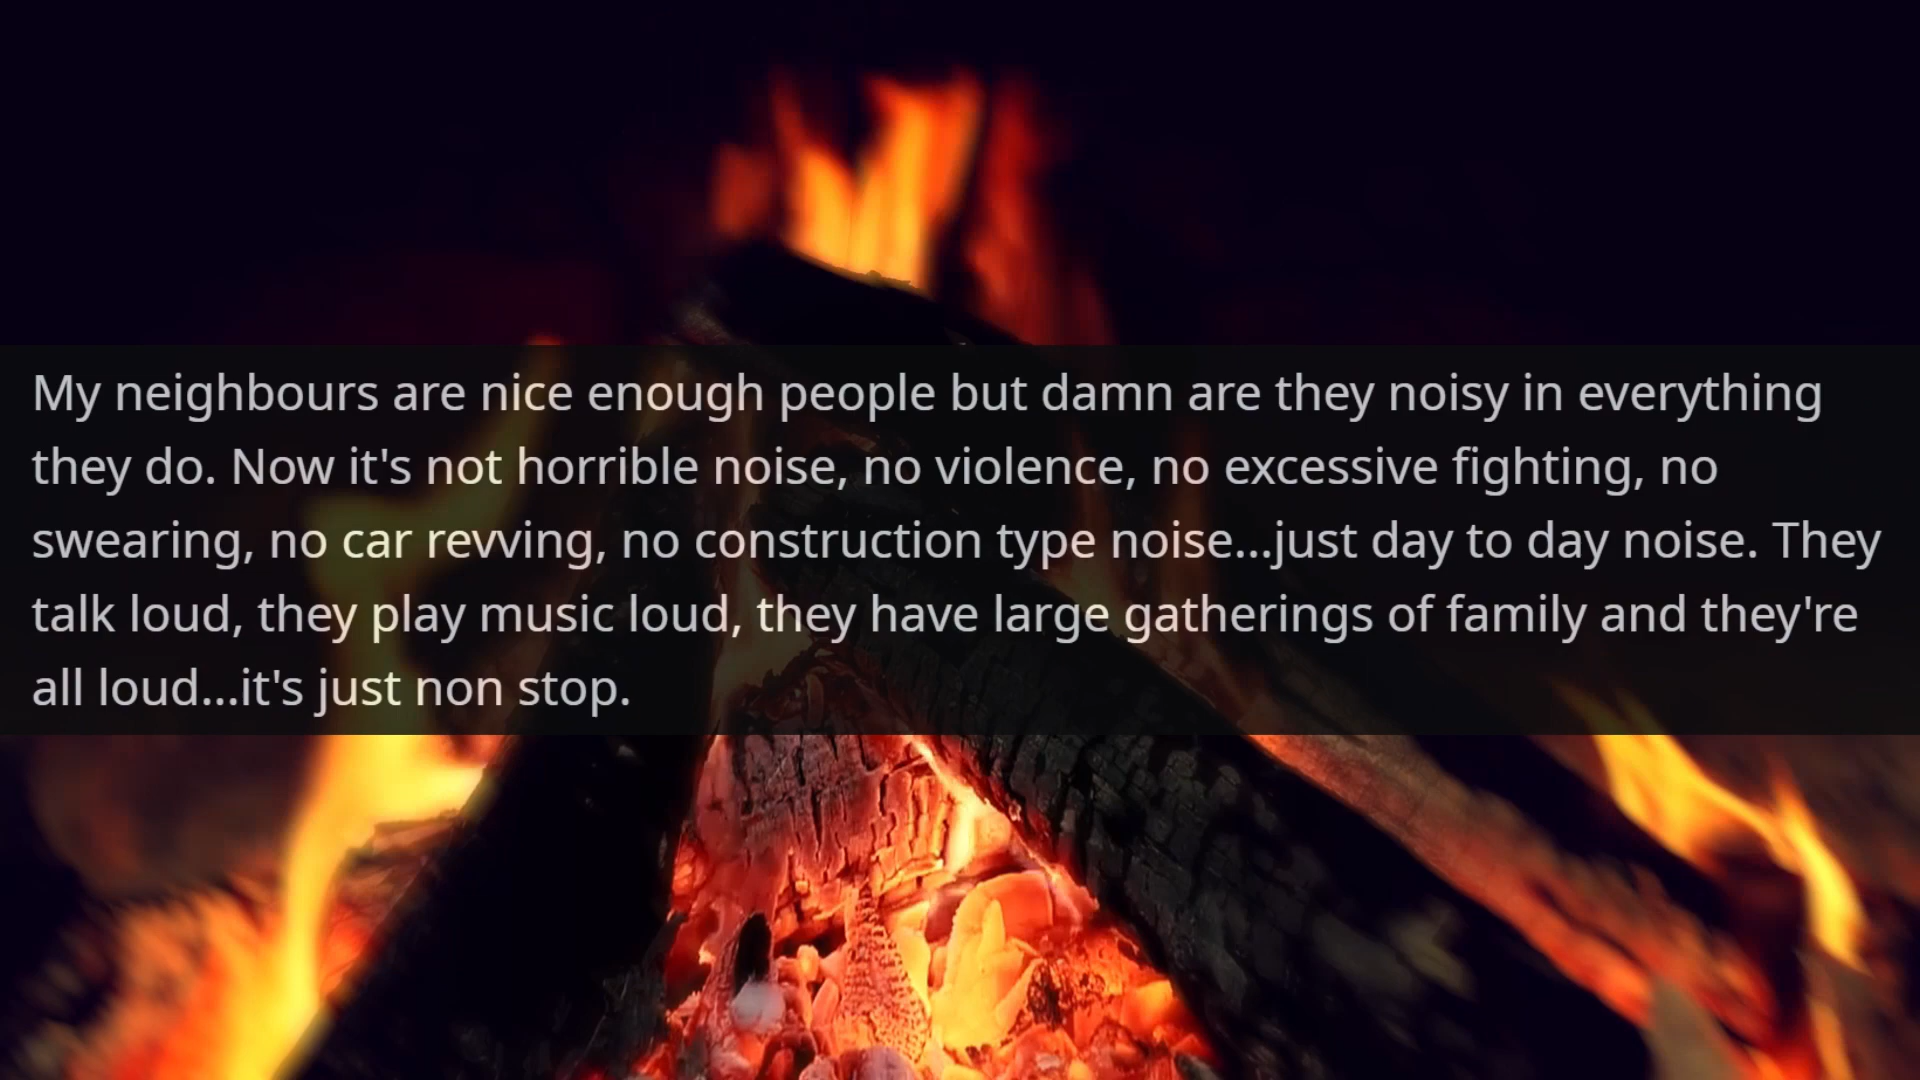 My neighbours are nice enough people but damn are they noisy in everything
they do. Now it's not horrible noise, no violence, no excessive fighting, no
swearing, no car revving, no construction type noise...just day to day noise. They
talk loud, they play music loud, they have large gatherings of family and they're
all loud...it's just non stop.